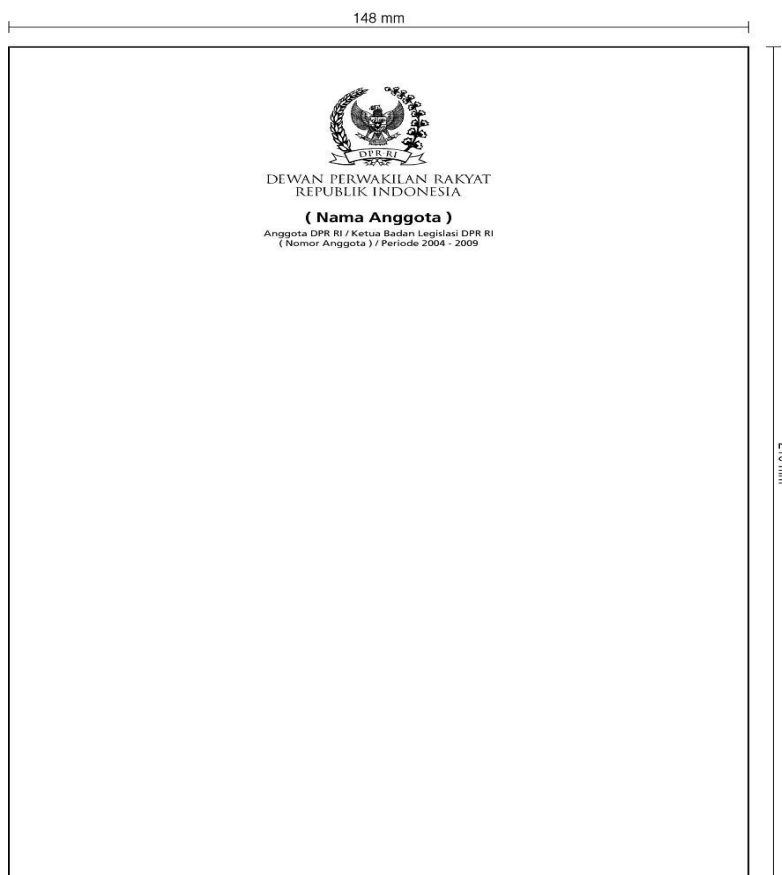 148 mm
DPR-RI
DEWAN PERWAKILAN RAKYAT
REPUBLIK INDONESIA
( Nama Anggota )
Anggota DPR RI / Ketua Badan Legislasi DPR RI
( Nomor Anggota ) / Periode 2004 - 2009